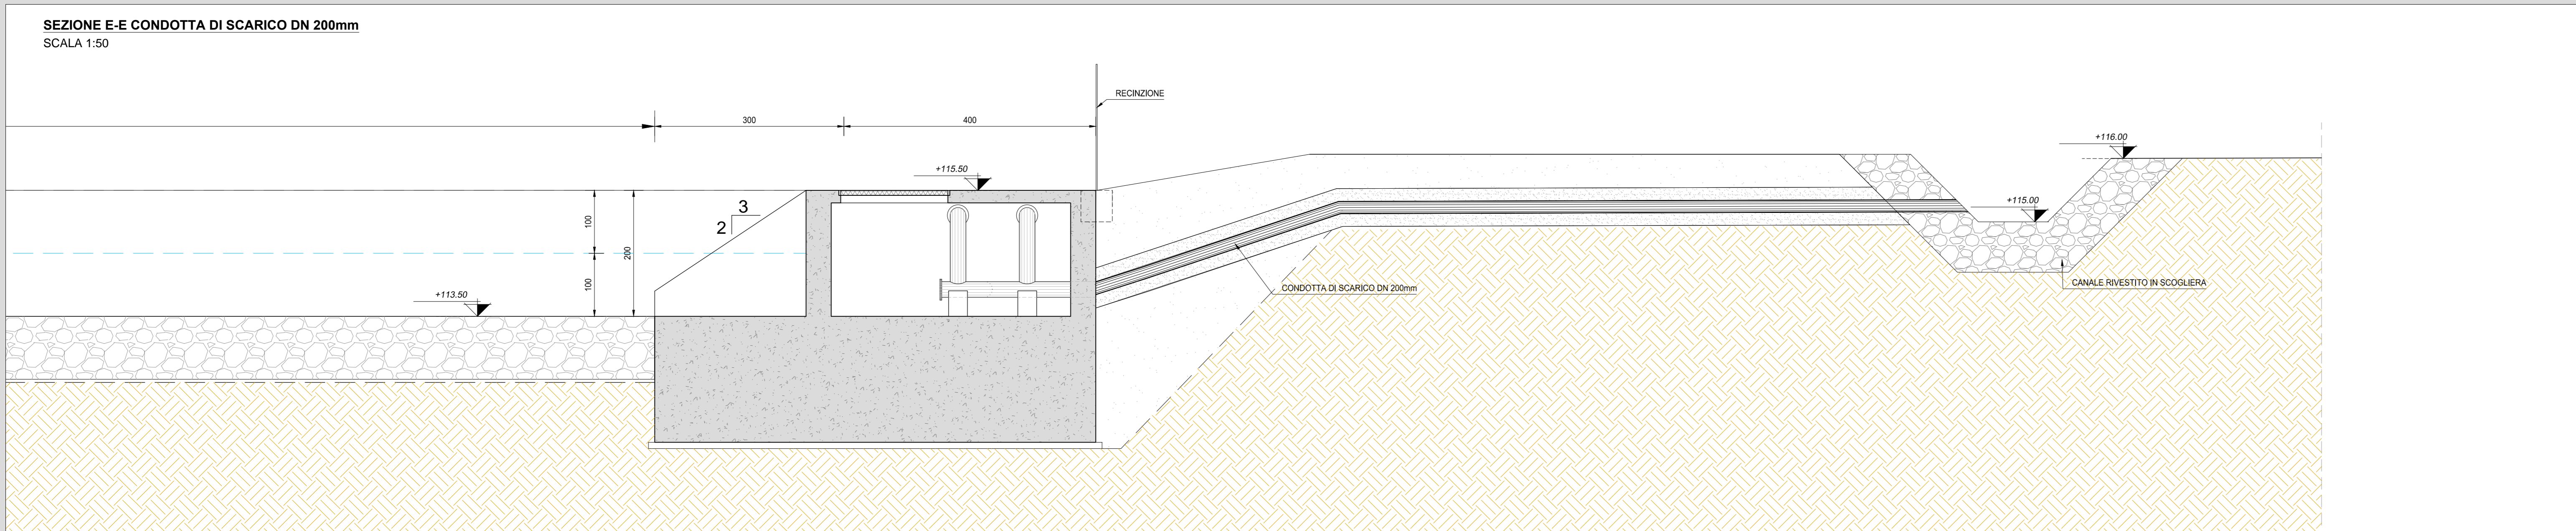 SEZIONE E-E CONDOTTA DI SCARICO DN 200mm
SCALA 1:50
RECINZIONE
300
400
+116.00
+115.50
+115.00
3
2
100
200
100
+113.50
CONDOTTA DI SCARICO DN 200mm
CANALE RIVESTITO IN SCOGLIERA